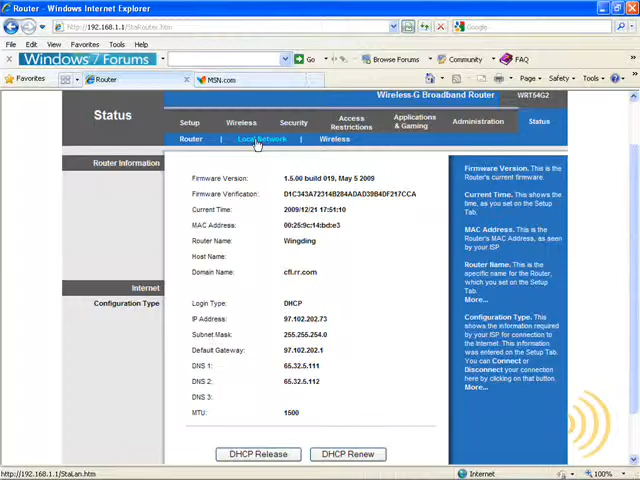 Router - Windows Internet Explorer
http://192.168.1.1/StaRouter.htm
Google
File Edit View Favorites Tools Help
Windows 7 Forums Go Browse Forums Community FAQ
Favorites Router MSN.com Page Safety Tools
Wireless-G Broadband Router WRT54G2
Status
Setup Wireless Security Access Restrictions Applications & Gaming Administration Status
Router | Local Network | Wireless
Router Information
Firmware Version: 1.5.00 build 019, May 5 2009
Firmware Verification: D1C343A72314B284ADAD39B4DF217CCA
Current Time: 2009/12/21 17:51:10
MAC Address: 00:25:9c:14:bd:e3
Router Name: Wingding
Host Name:
Domain Name: cfl.rr.com
Internet
Configuration Type
Login Type: DHCP
IP Address: 97.102.202.73
Subnet Mask: 255.255.254.0
Default Gateway: 97.102.202.1
DNS 1: 65.32.5.111
DNS 2: 65.32.5.112
DNS 3:
MTU: 1500
DHCP Release DHCP Renew
Firmware Version. This is the
Router's current firmware.
Current Time. This shows the
time, as you set on the Setup
Tab.
MAC Address. This is the
Router's MAC Address, as seen
by your ISP
Router Name. This is the
specific name for the Router,
which you set on the Setup
Tab.
More...
Configuration Type. This
shows the information required
by your ISP for connection to
the Internet. This information
was entered on the Setup Tab.
You can Connect or
Disconnect your connection
here by clicking on that button.
More...
http://192.168.1.1/StaLan.htm Internet 100%